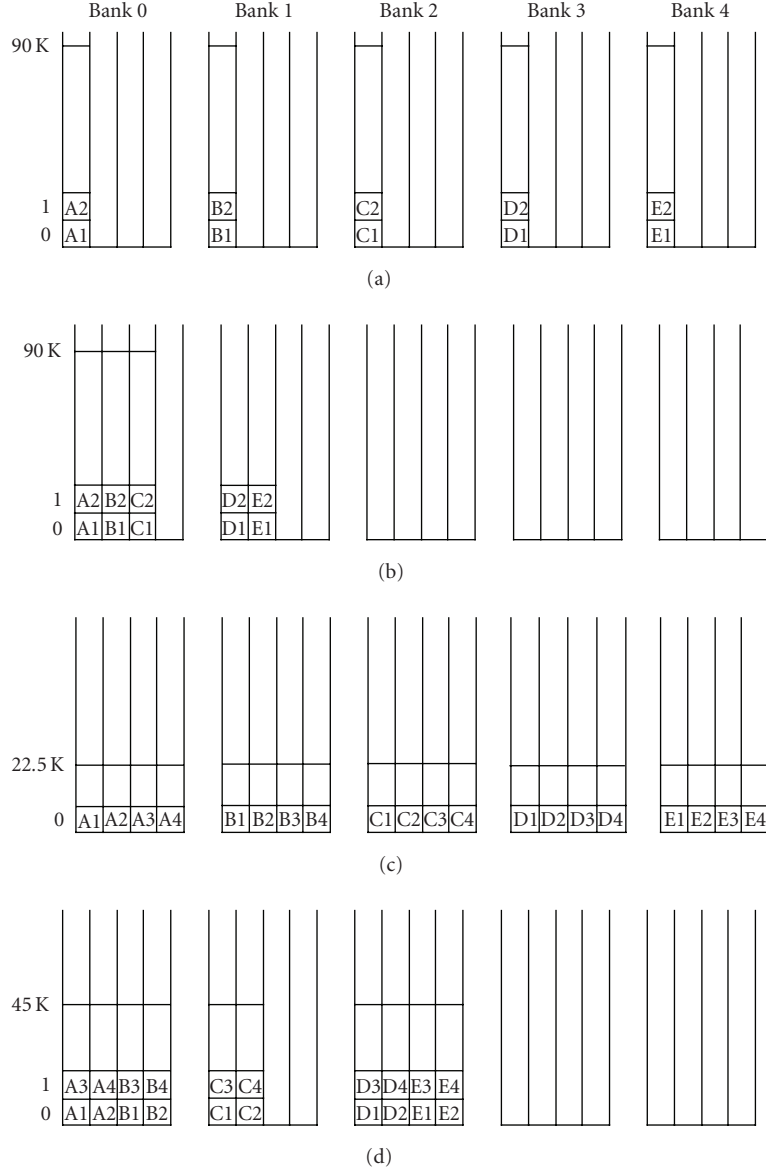 Bank 0 Bank 1 Bank 2 Bank 3 Bank 4
90 K
1 A2 B2 C2 D2 E2
0 A1 B1 C1 D1 E1
(a)
90 K
1 A2 B2 C2 D2 E2
0 A1 B1 C1 D1 E1
(b)
22.5 K
0 A1 A2 A3 A4 B1 B2 B3 B4 C1 C2 C3 C4 D1 D2 D3 D4 E1 E2 E3 E4
(c)
45 K
1 A3 A4 B3 B4 C3 C4 D3 D4 E3 E4
0 A1 A2 B1 B2 C1 C2 D1 D2 E1 E2
(d)